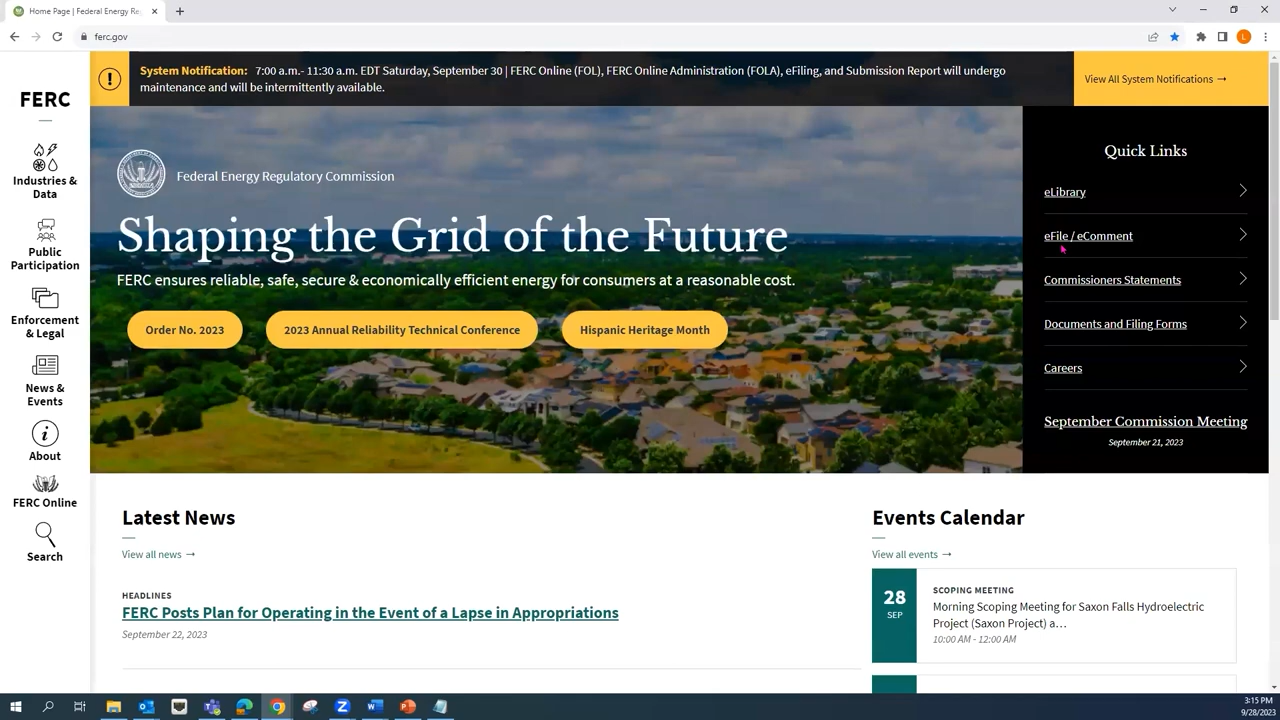 Home Page | Federal Energy Re
ferc.gov
L
System Notification: 7:00 a.m.- 11:30 a.m. EDT Saturday, September 30 | FERC Online (FOL), FERC Online Administration (FOLA), eFiling, and Submission Report will undergo
maintenance and will be intermittently available.
View All System Notifications →
FERC
Industries &
Data
Public
Participation
Enforcement
& Legal
News &
Events
About
FERC Online
Search
Federal Energy Regulatory Commission
Shaping the Grid of the Future
FERC ensures reliable, safe, secure & economically efficient energy for consumers at a reasonable cost.
Order No. 2023
2023 Annual Reliability Technical Conference
Hispanic Heritage Month
Quick Links
eLibrary
eFile / eComment
Commissioners Statements
Documents and Filing Forms
Careers
September Commission Meeting
September 21, 2023
Latest News
View all news →
HEADLINES
FERC Posts Plan for Operating in the Event of a Lapse in Appropriations
September 22, 2023
Events Calendar
View all events →
28
SEP
SCOPING MEETING
Morning Scoping Meeting for Saxon Falls Hydroelectric
Project (Saxon Project) a...
10:00 AM - 12:00 AM
3:15 PM
9/28/2023